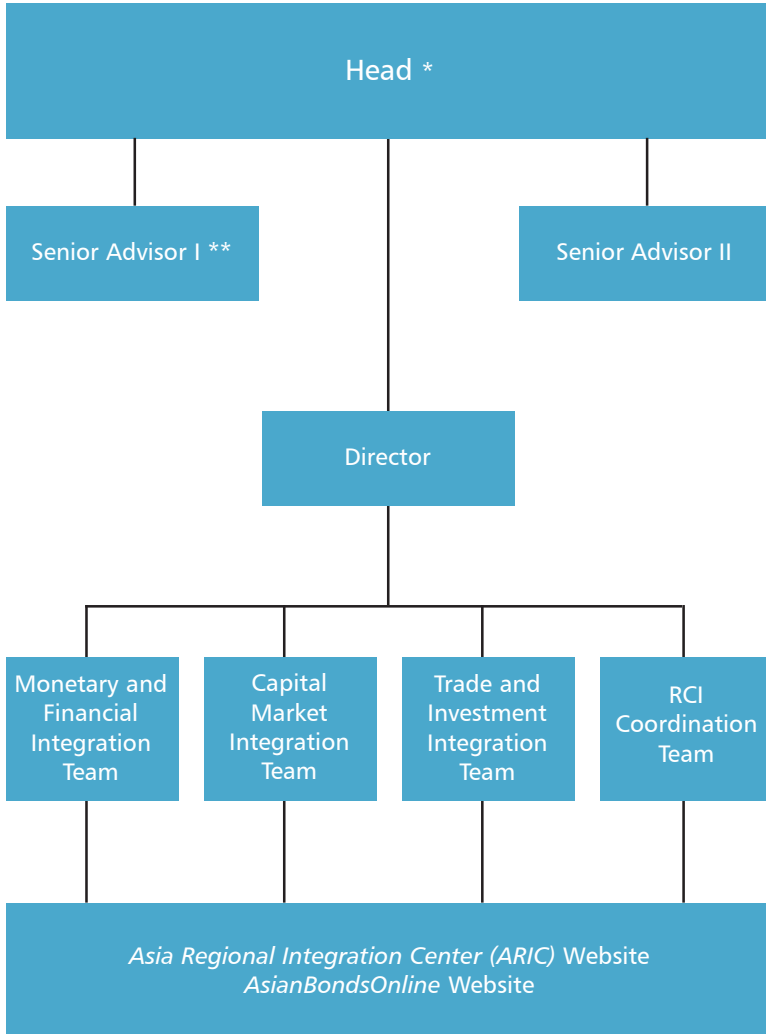 Head *
Senior Advisor I **
Senior Advisor II
Director
Monetary and
Financial
Integration
Team
Capital
Market
Integration
Team
Trade and
Investment
Integration
Team
RCI
Coordination
Team
Asia Regional Integration Center (ARIC) Website
AsianBondsOnline Website